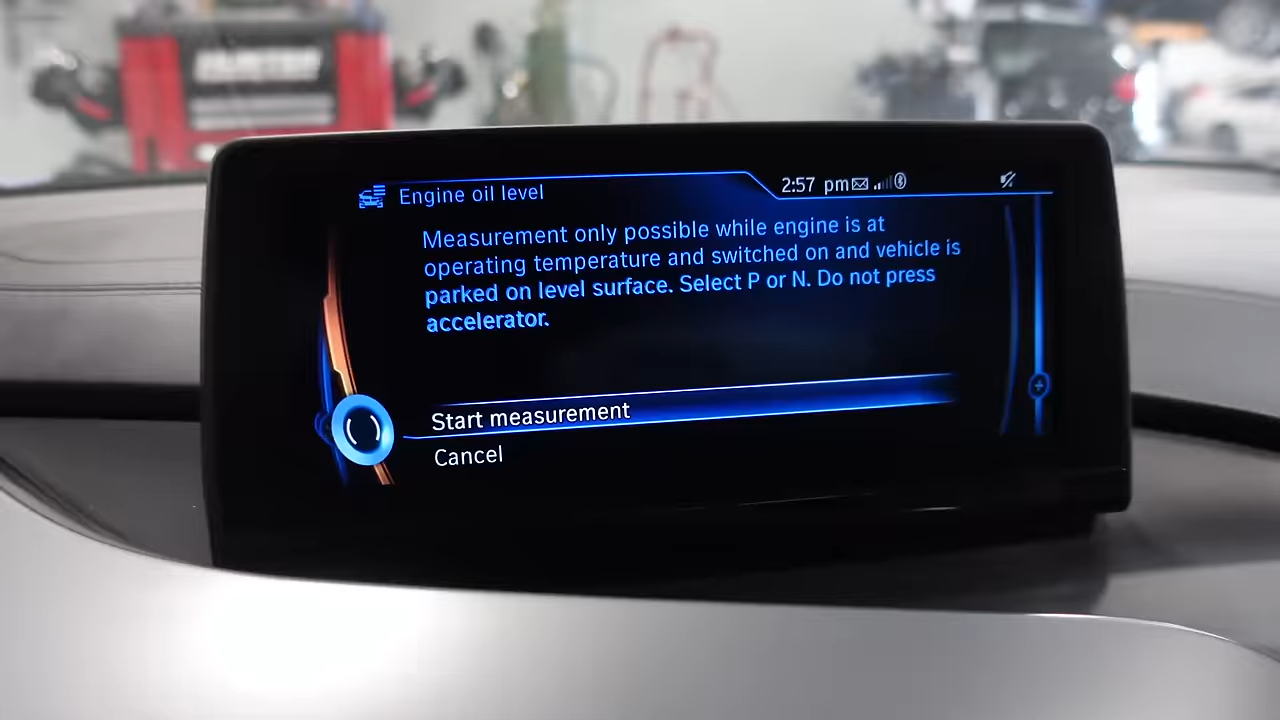 HUNTER
Engine oil level
2:57 pm
Measurement only possible while engine is at
operating temperature and switched on and vehicle is
parked on level surface. Select P or N. Do not press
accelerator.
Start measurement
Cancel